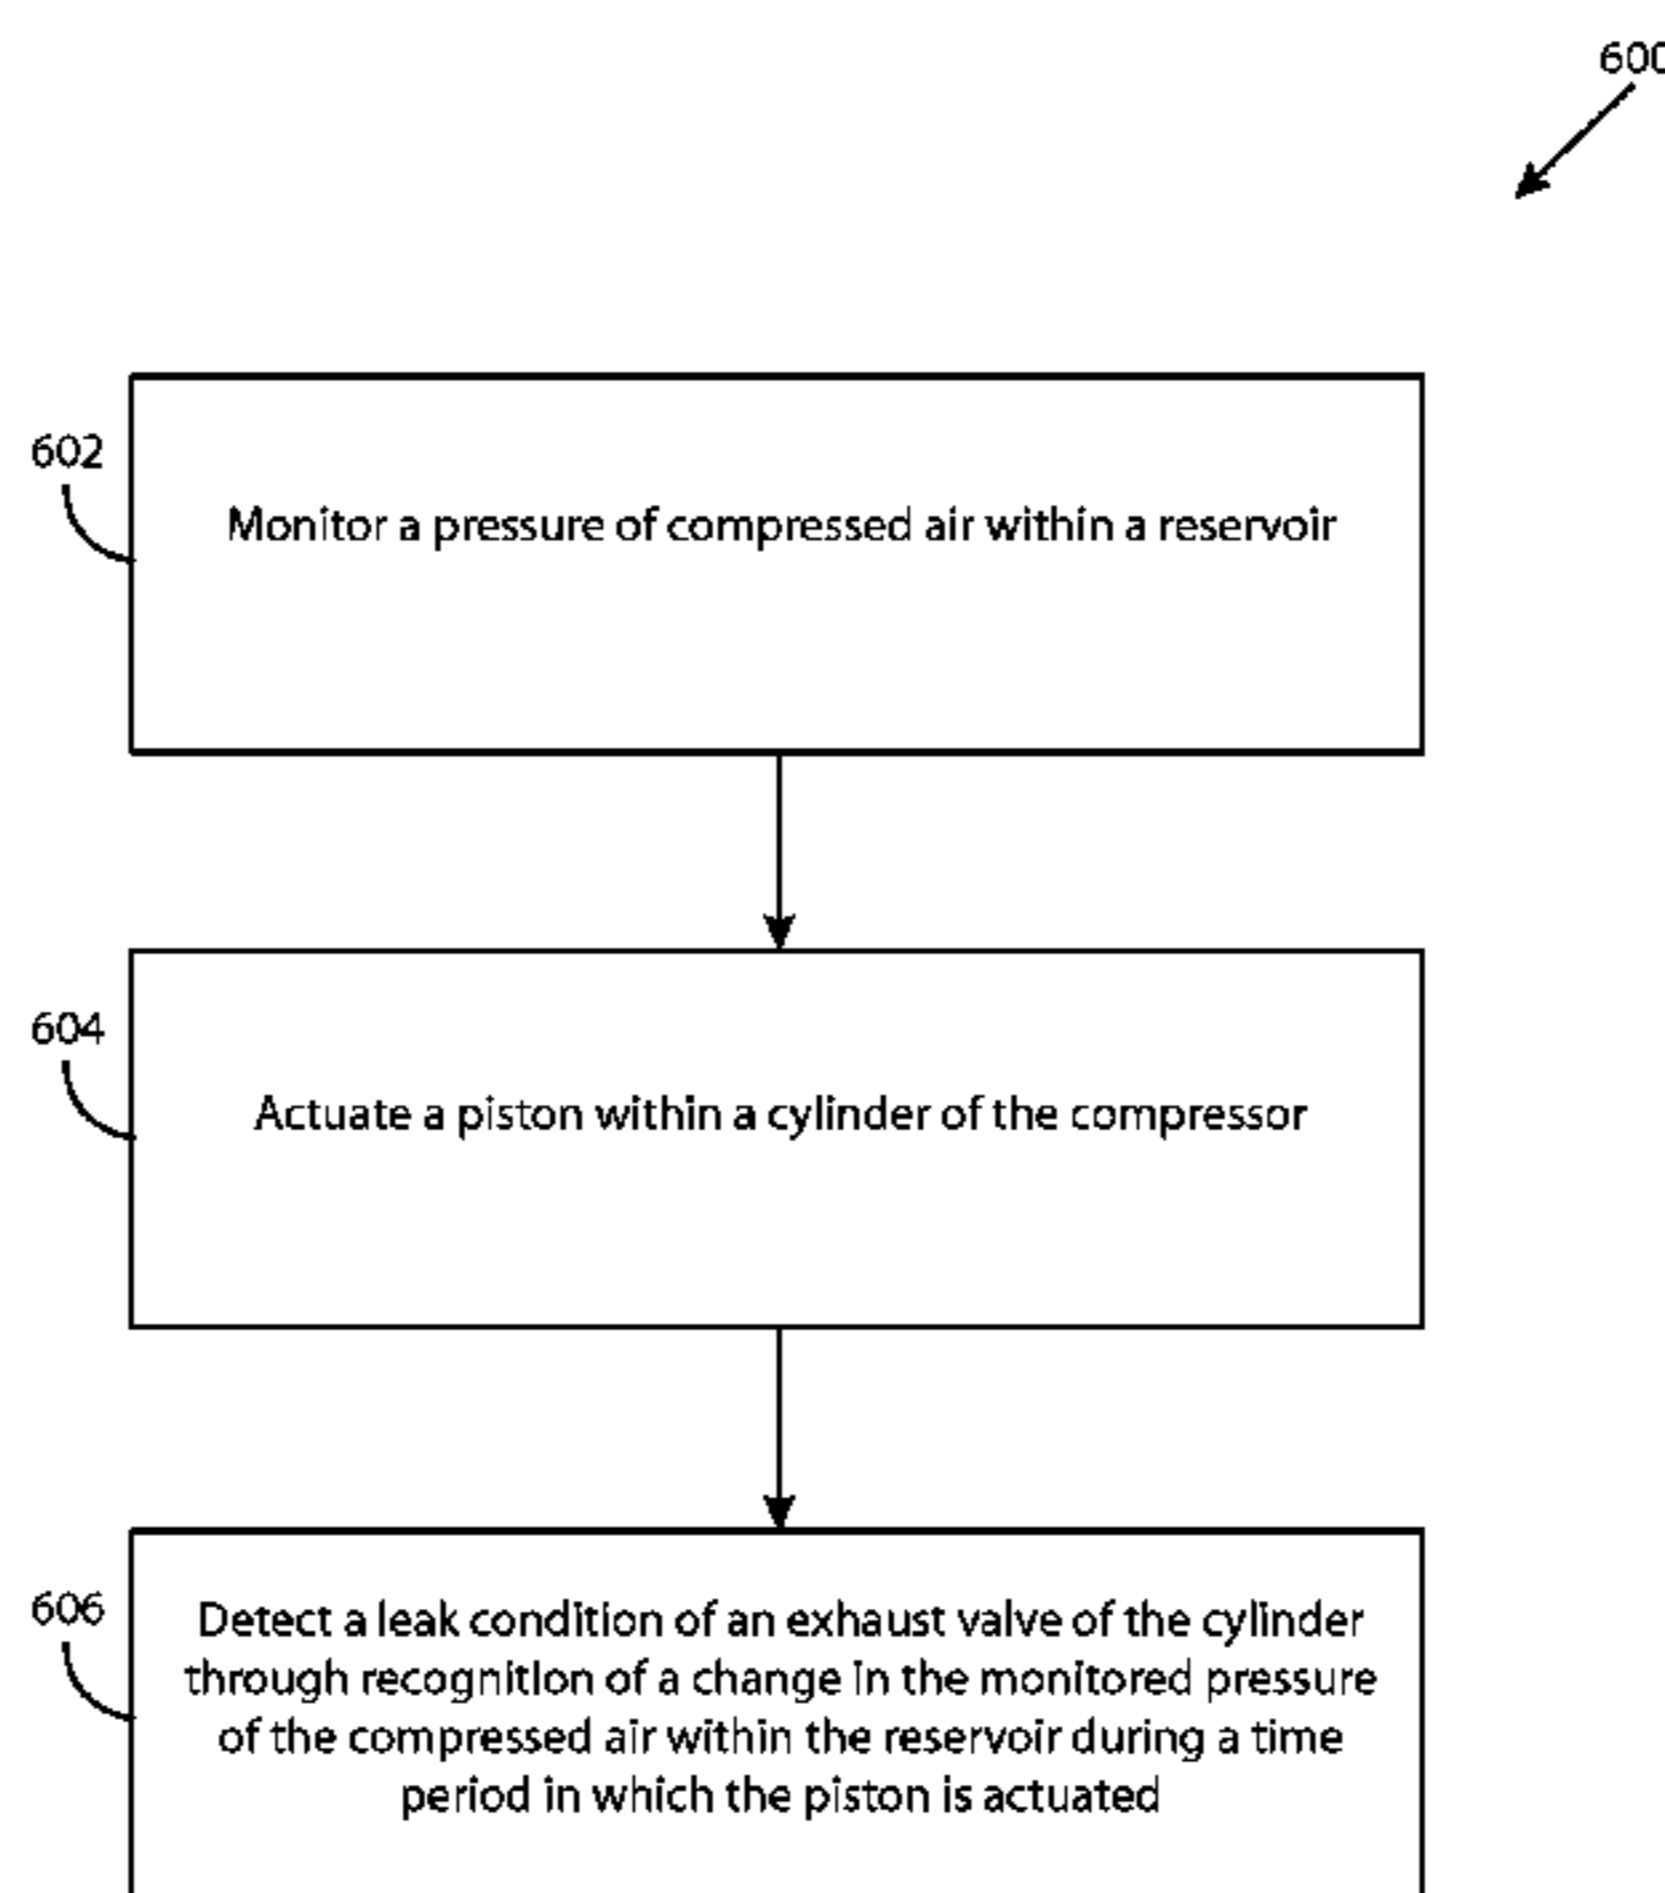 600
602
Monitor a pressure of compressed air within a reservoir
604
Actuate a piston within a cylinder of the compressor
606
Detect a leak condition of an exhaust valve of the cylinder
through recognition of a change in the monitored pressure
of the compressed air within the reservoir during a time
period in which the piston is actuated